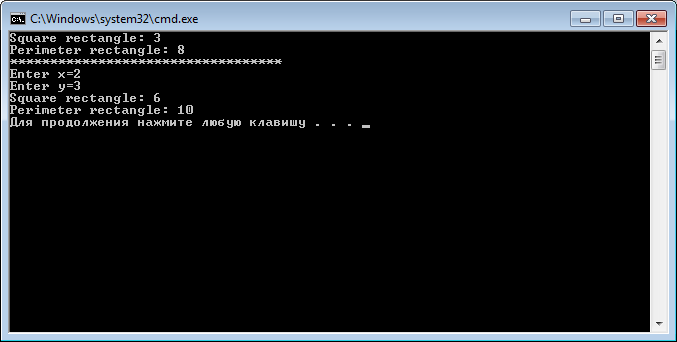 C:\Windows\system32\cmd.exe
Square rectangle: 3
Perimeter rectangle: 8
**********************************
Enter x=2
Enter y=3
Square rectangle: 6
Perimeter rectangle: 10
Для продолжения нажмите любую клавишу . . . _